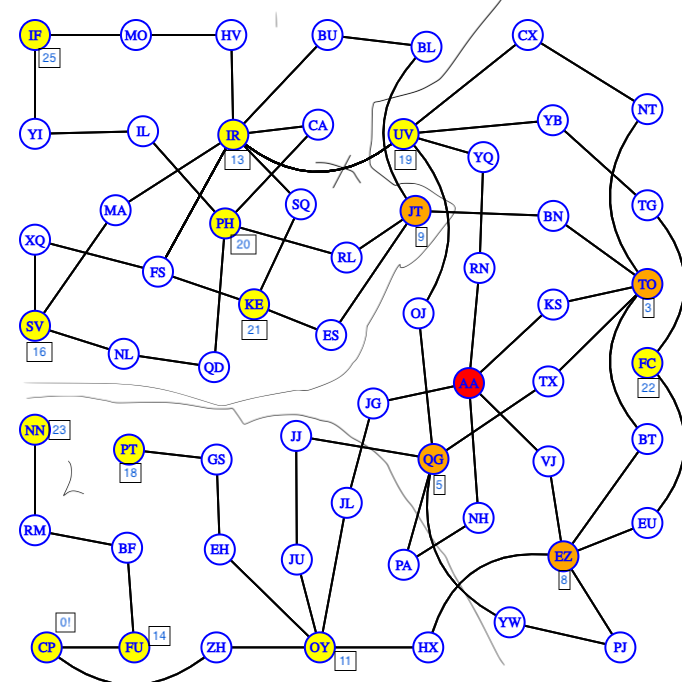 IF MO HV BU BL CX
25
NT
YI IL IR CA UV YB YQ
13 19
MA PH SQ JT BN TG
20 9
XQ FS RL RN
KE ES OJ KS TO
21 3
SV NL QD AA TX FC
16 22
JG
NN 23 PT GS JJ QG VJ BT
18 5
JL NH EU
RM BF EH JU PA EZ
8
0! 14 YW
CP FU ZH OY HX PJ
11